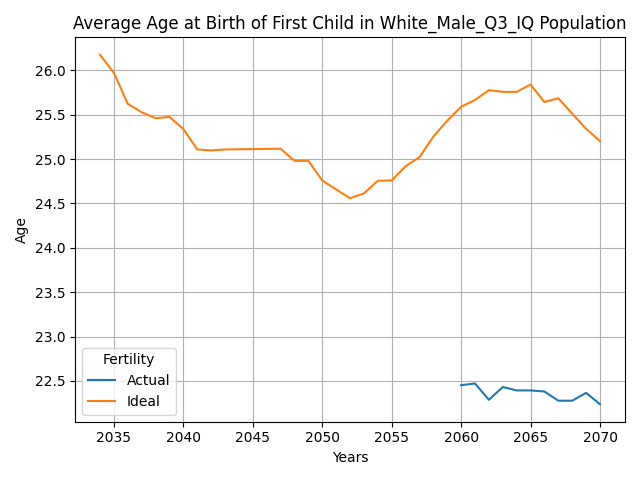 Average Age at Birth of First Child in White_Male_Q3_IQ Population
26.0
25.5
25.0
24.5
24.0
23.5
23.0
22.5
Age
Fertility
Actual
Ideal
2035 2040 2045 2050 2055 2060 2065 2070
Years